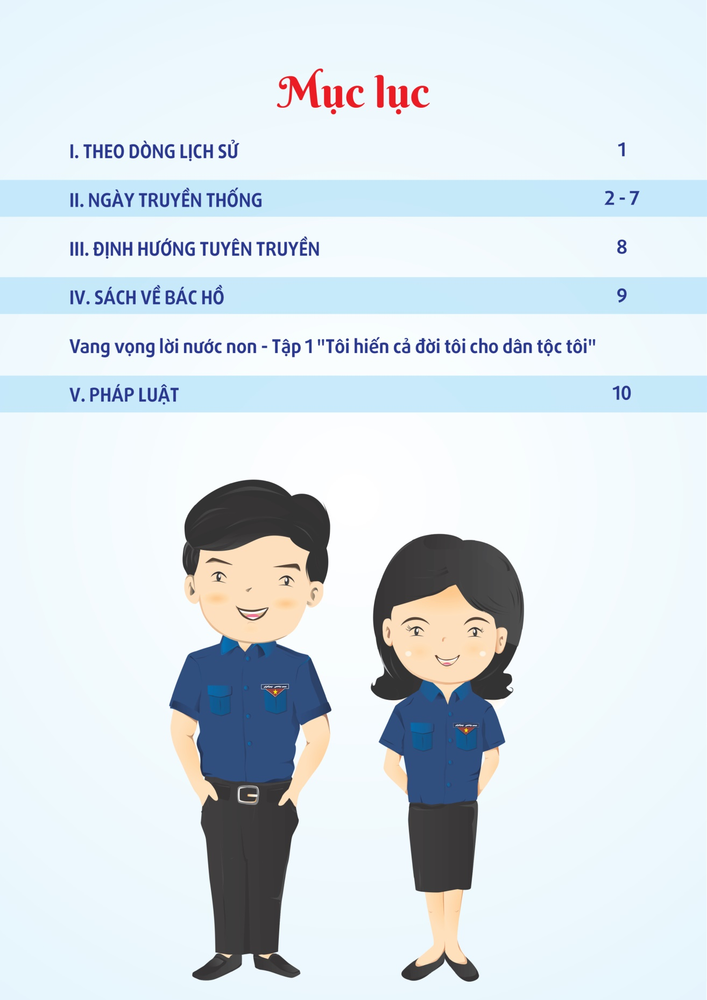 Mục lục
I. THEO DÒNG LỊCH SỬ 1
II. NGÀY TRUYỀN THỐNG 2 - 7
III. ĐỊNH HƯỚNG TUYÊN TRUYỀN 8
IV. SÁCH VỀ BÁC HỒ 9
Vang vọng lời nước non - Tập 1 "Tôi hiến cả đời tôi cho dân tộc tôi"
V. PHÁP LUẬT 10